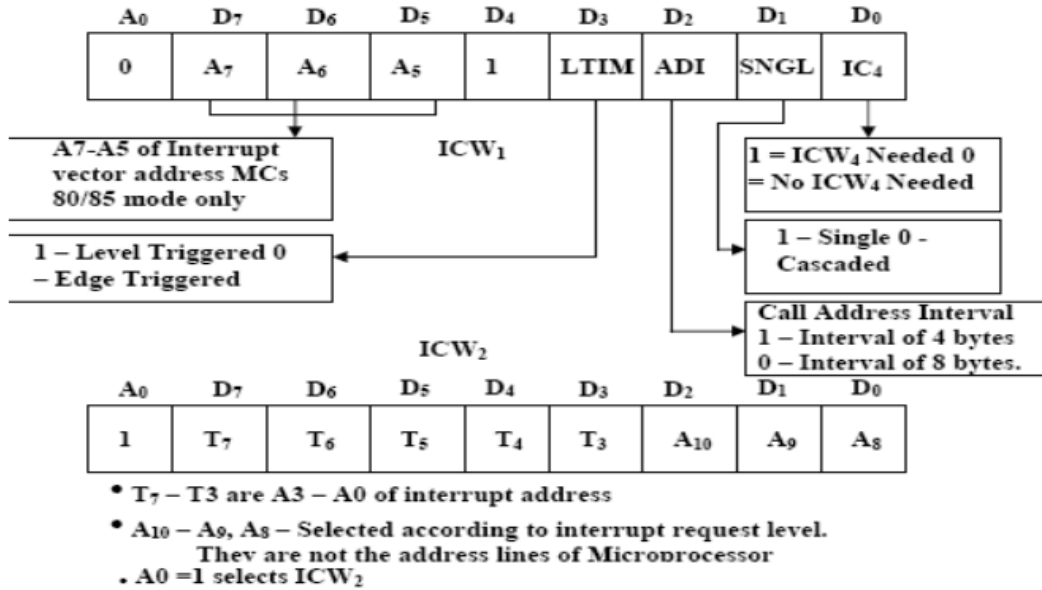 A₀ D₇ D₆ D₅ D₄ D₃ D₂ D₁ D₀
0 A₇ A₆ A₅ 1 LTIM ADI SNGL IC₄
A7-A5 of Interrupt
vector address MCs
80/85 mode only
ICW₁
1 = ICW₄ Needed 0
= No ICW₄ Needed
1 – Level Triggered 0
– Edge Triggered
1 – Single 0 -
Cascaded
Call Address Interval
1 – Interval of 4 bytes
0 – Interval of 8 bytes.
ICW₂
A₀ D₇ D₆ D₅ D₄ D₃ D₂ D₁ D₀
1 T₇ T₆ T₅ T₄ T₃ A₁₀ A₉ A₈
• T₇ – T3 are A3 – A0 of interrupt address
• A₁₀ – A₉, A₈ – Selected according to interrupt request level.
They are not the address lines of Microprocessor
. A0 =1 selects ICW₂